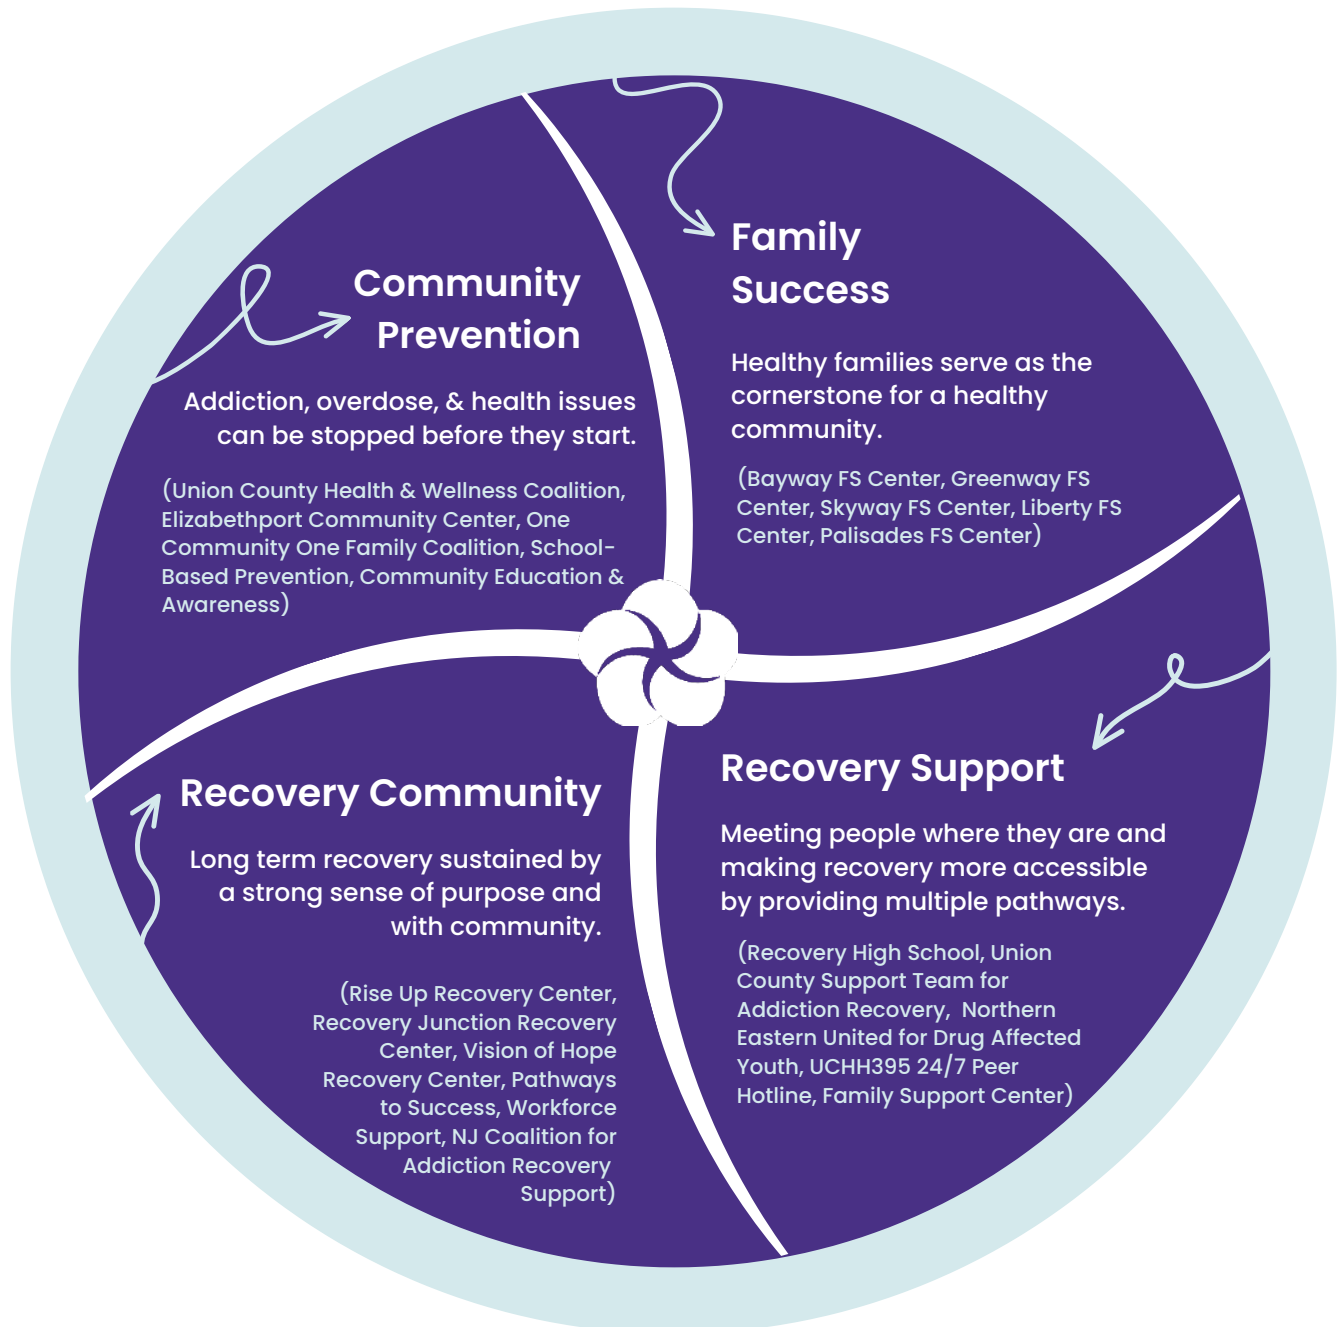 Community
Prevention
Addiction, overdose, & health issues
can be stopped before they start.
(Union County Health & Wellness Coalition,
Elizabethport Community Center, One
Community One Family Coalition, School-
Based Prevention, Community Education &
Awareness)
Family
Success
Healthy families serve as the
cornerstone for a healthy
community.
(Bayway FS Center, Greenway FS
Center, Skyway FS Center, Liberty FS
Center, Palisades FS Center)
Recovery Community
Long term recovery sustained by
a strong sense of purpose and
with community.
(Rise Up Recovery Center,
Recovery Junction Recovery
Center, Vision of Hope
Recovery Center, Pathways
to Success, Workforce
Support, NJ Coalition for
Addiction Recovery
Support)
Recovery Support
Meeting people where they are and
making recovery more accessible
by providing multiple pathways.
(Recovery High School, Union
County Support Team for
Addiction Recovery,  Northern
Eastern United for Drug Affected
Youth, UCHH395 24/7 Peer
Hotline, Family Support Center)